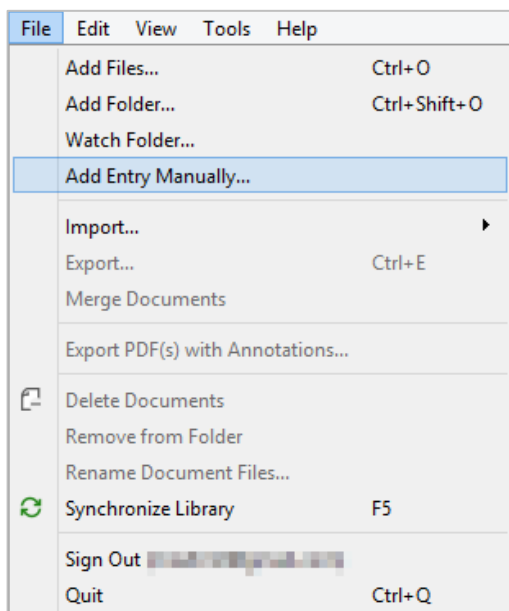 File Edit View Tools Help
Add Files... Ctrl+O
Add Folder... Ctrl+Shift+O
Watch Folder...
Add Entry Manually...
Import...
Export... Ctrl+E
Merge Documents
Export PDF(s) with Annotations...
Delete Documents
Remove from Folder
Rename Document Files...
Synchronize Library F5
Sign Out
Quit Ctrl+Q